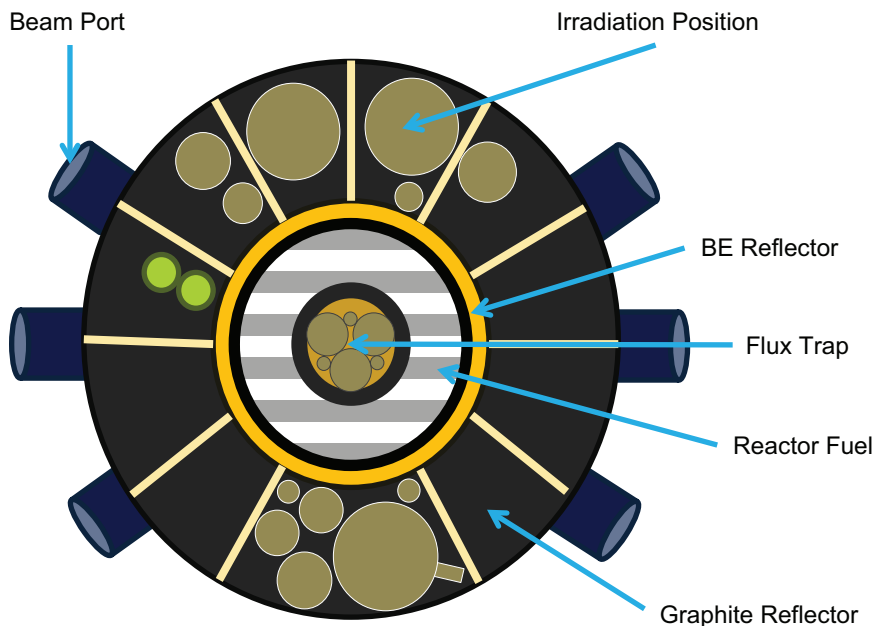 Beam Port
Irradiation Position
BE Reflector
Flux Trap
Reactor Fuel
Graphite Reflector